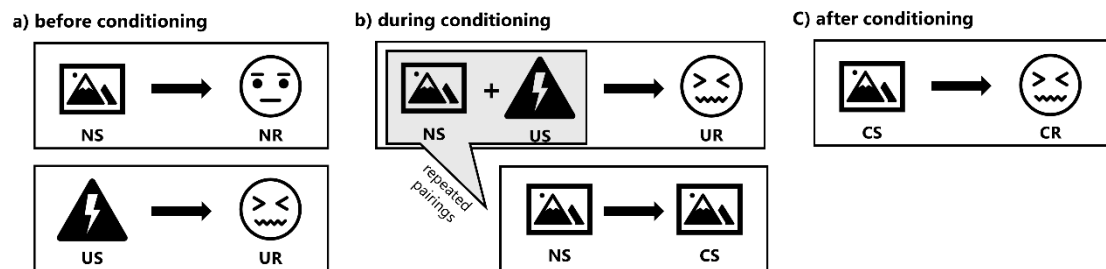 a) before conditioning
NS
NR
US
UR
b) during conditioning
+
NS
US
UR
repeated
pairings
NS
CS
C) after conditioning
CS
CR